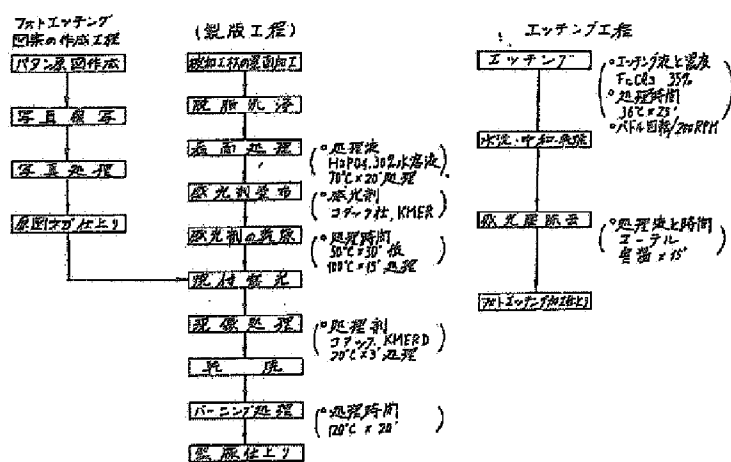 フォトエッチング
図案の作成工程
パタン原図作成
写真複写
写真処理
原図ネガ仕上り
(製版工程)
被加工材の表面加工
脱脂洗浄
表面処理
(°処理液
H3PO4.30%水溶液
70℃×20'処理)
感光剤塗布
(°感光剤
コダック社,KMER)
感光剤の乾燥
(°処理時間
50℃×30'後
100℃×15'処理)
焼付露光
現像処理
(°処理剤
コダック,KMERD
20℃×3'処理)
乾燥
バーニング処理
(°処理時間
120℃×20')
製版仕上り
エッチング工程
エッチング
(°エッチング液と濃度
FeCl3 35%
°処理時間
36℃×25'
°パドル回転/200RPM)
水洗・中和・乾燥
感光膜除去
(°処理液と時間
エーテル
室温×15')
フォトエッチング加工仕上り